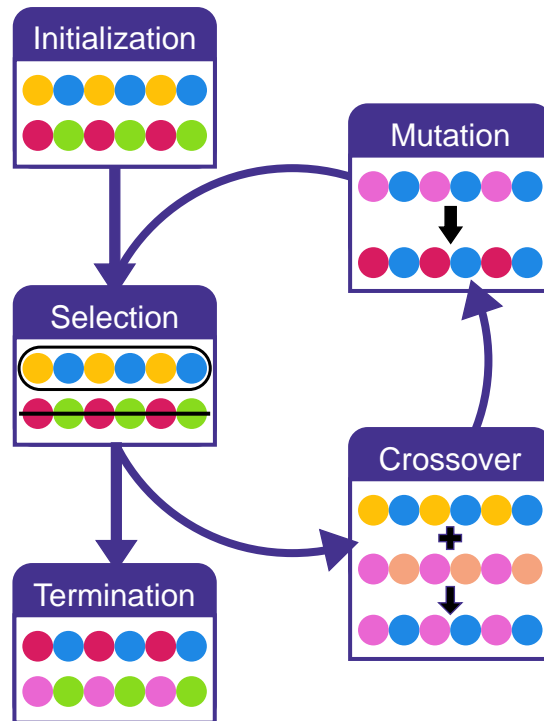 Initialization
Mutation
Selection
Crossover
Termination